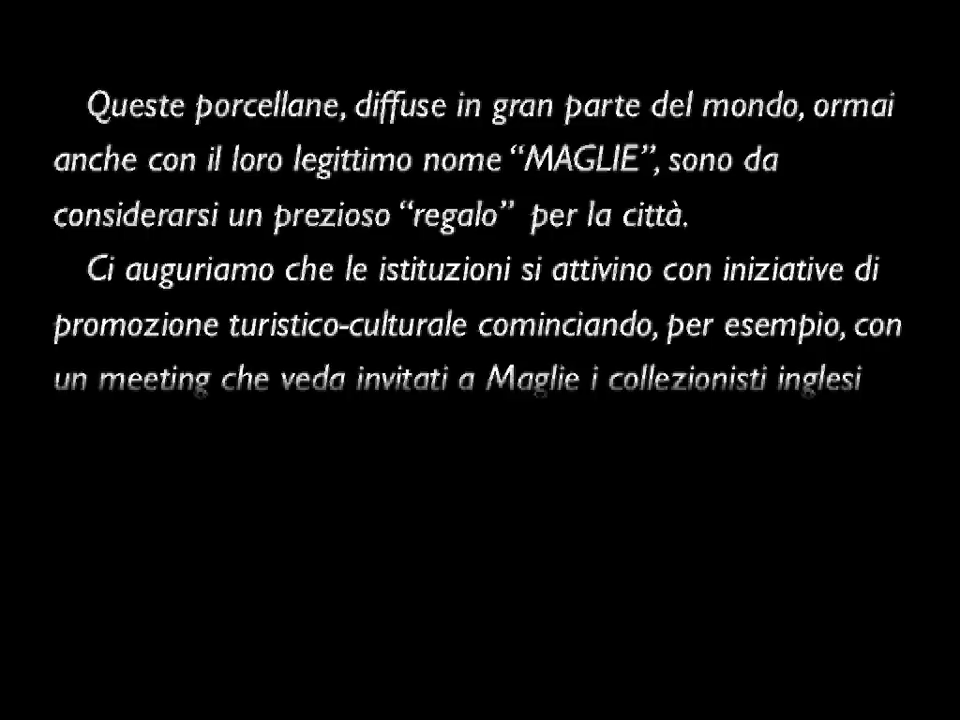 Queste porcellane, diffuse in gran parte del mondo, ormai
anche con il loro legittimo nome “MAGLIE”, sono da
considerarsi un prezioso “regalo” per la città.
Ci auguriamo che le istituzioni si attivino con iniziative di
promozione turistico-culturale cominciando, per esempio, con
un meeting che veda invitati a Maglie i collezionisti inglesi